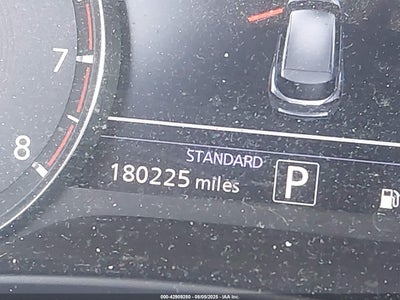 7
8
STANDARD
180225 miles
P
000-42909280 - 08/05/2025 - IAA Inc.